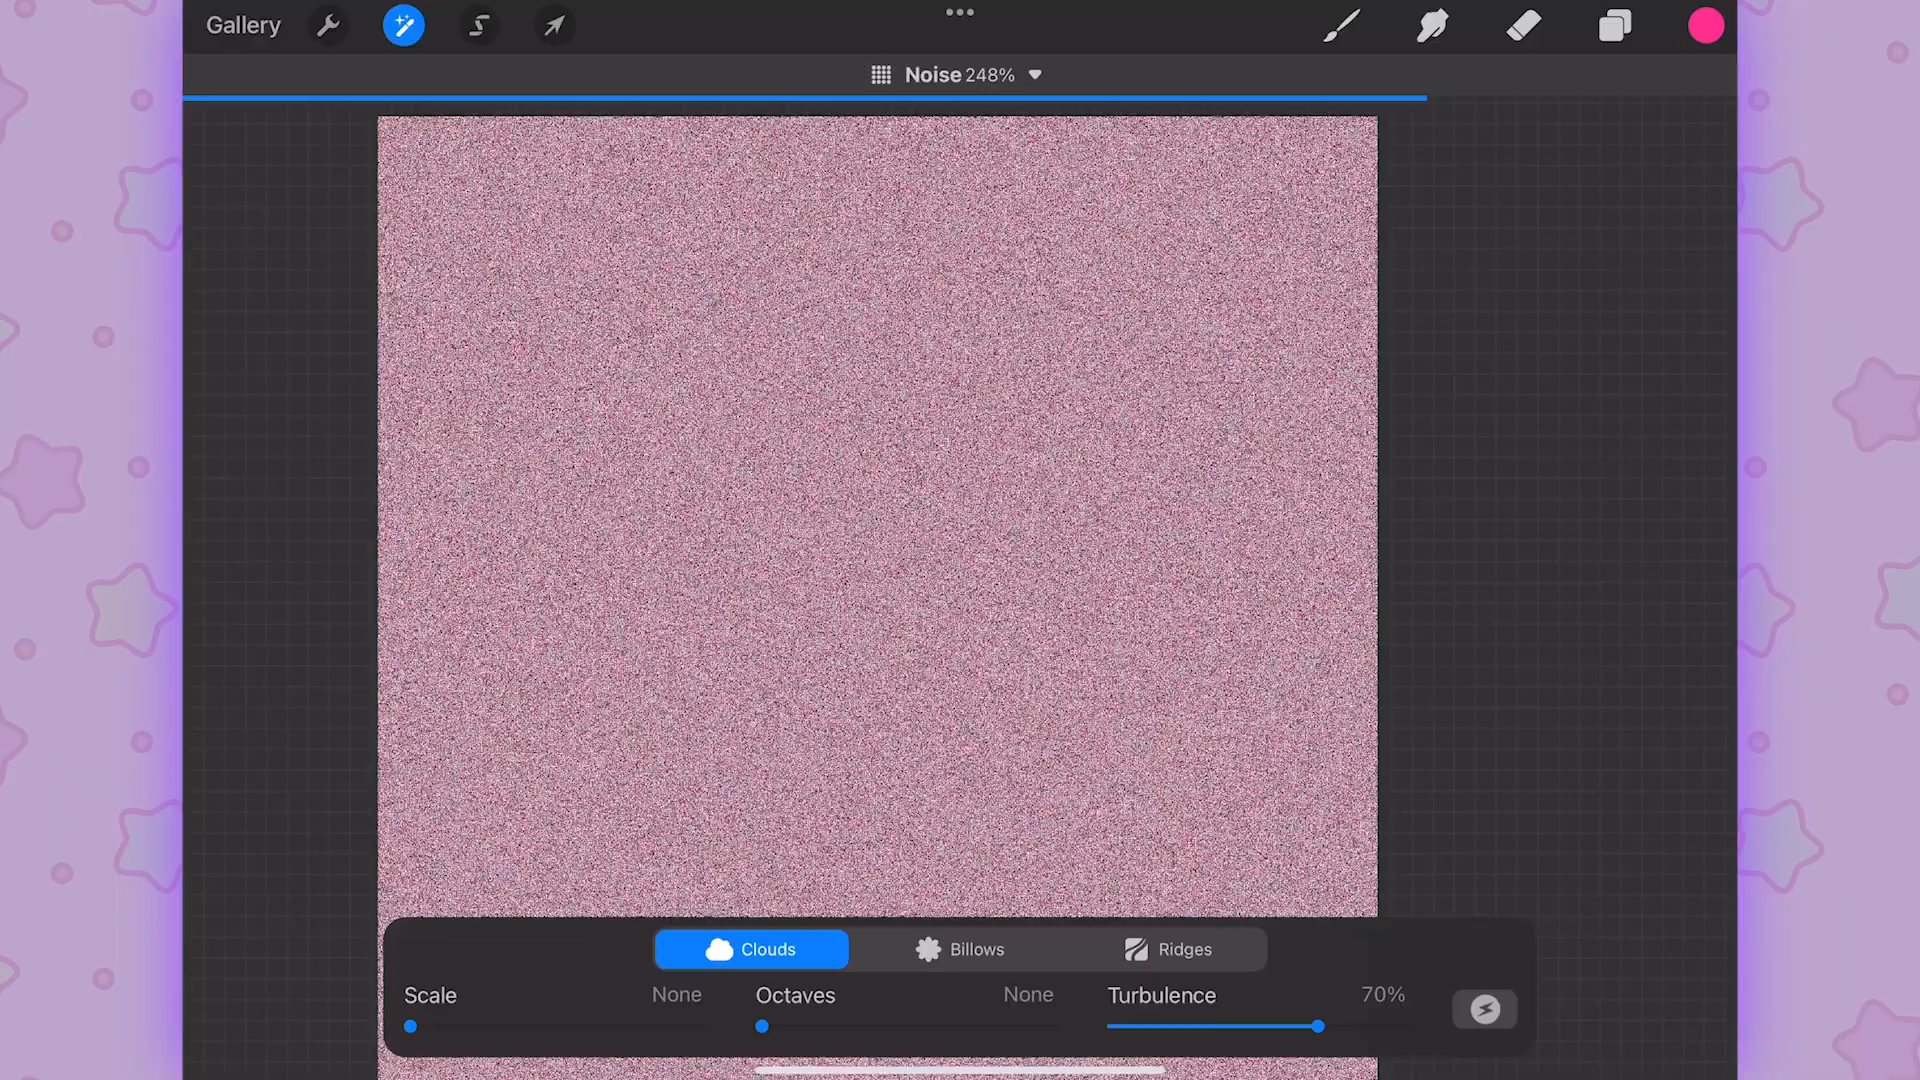 Gallery
Noise 248%
Clouds Billows Ridges
Scale None Octaves None Turbulence 70%